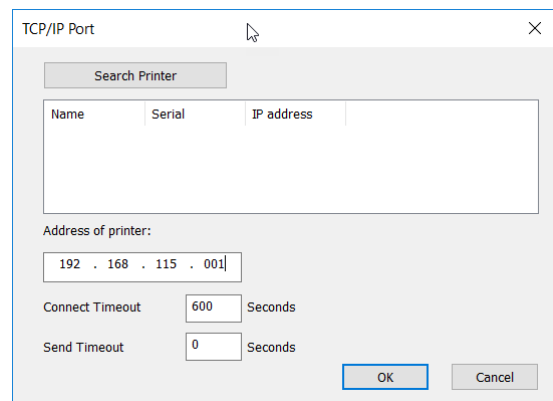 TCP/IP Port
Search Printer
Name Serial IP address
Address of printer:
192 . 168 . 115 . 001
Connect Timeout 600 Seconds
Send Timeout 0 Seconds
OK Cancel